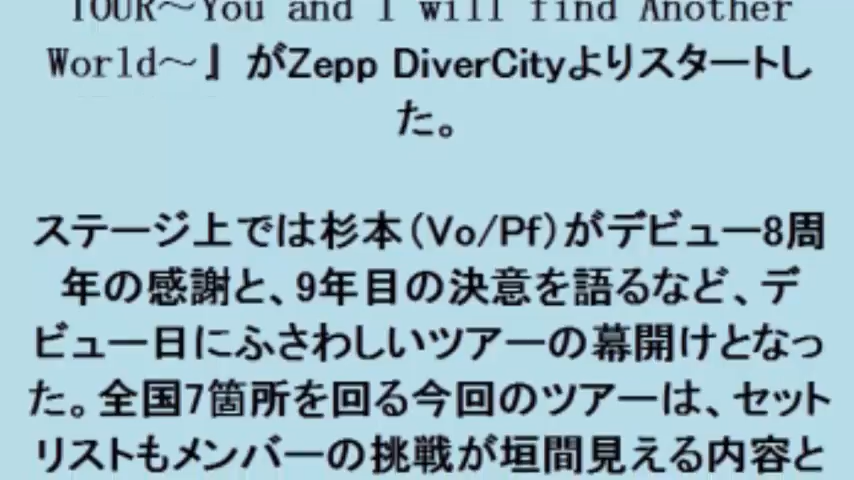 TOUR～You and I will find Another
World～』がZepp DiverCityよりスタートし
た。
ステージ上では杉本（Vo/Pf）がデビュー8周
年の感謝と、9年目の決意を語るなど、デ
ビュー日にふさわしいツアーの幕開けとなっ
た。全国7箇所を回る今回のツアーは、セット
リストもメンバーの挑戦が垣間見える内容と